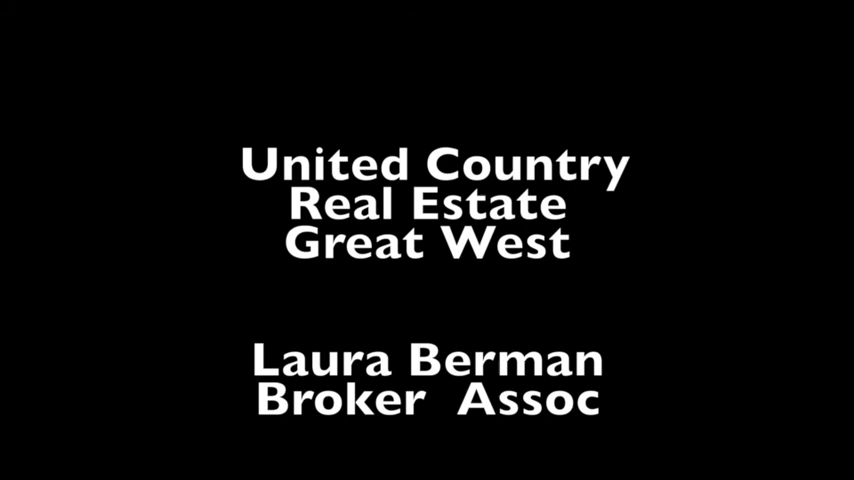 United Country
Real Estate
Great West
Laura Berman
Broker  Assoc